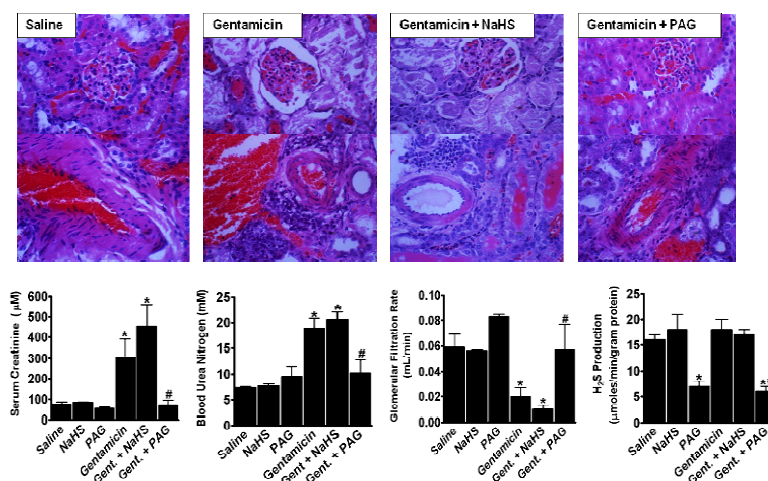 Saline
Gentamicin
Gentamicin + NaHS
Gentamicin + PAG
Serum Creatinine ( µM)
600
500
400
300
200
100
0
*
*
#
Saline
NaHS
PAG
Gentamicin
Gent. + NaHS
Gent. + PAG
Blood Urea Nitrogen (mM)
25
20
15
10
5
0
*
*
#
Saline
NaHS
PAG
Gentamicin
Gent. + NaHS
Gent. + PAG
Glemerular Filtration Rate
(mL/min)
0.10
0.08
0.06
0.04
0.02
0.00
*
*
#
Saline
NaHS
PAG
Gentamicin
Gent. + NaHS
Gent. + PAG
H2S Production
(µmoles/min/gram protein)
25
20
15
10
5
0
*
**
Saline
NaHS
PAG
Gentamicin
Gent. + NaHS
Gent. + PAG